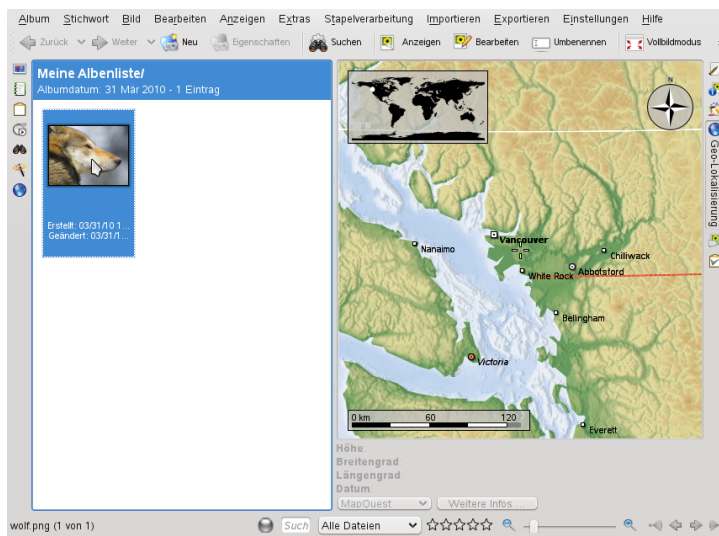 Album Stichwort Bild Bearbeiten Anzeigen Extras Stapelverarbeitung Importieren Exportieren Einstellungen Hilfe
Zurück Weiter Neu Eigenschaften Suchen Anzeigen Bearbeiten Umbenennen Vollbildmodus
Meine Albenliste/
Albumdatum: 31 Mär 2010 - 1 Eintrag
Erstellt: 03/31/10 1...
Geändert: 03/31/1...
N
Vancouver
Nanaimo
Chilliwack
White Rock
Abbotsford
Bellingham
Victoria
0 km 60 120
Everett
Geo-Lokalisierung
Höhe:
Breitengrad:
Längengrad:
Datum:
MapQuest Weitere Infos ...
wolf.png (1 von 1) Such Alle Dateien